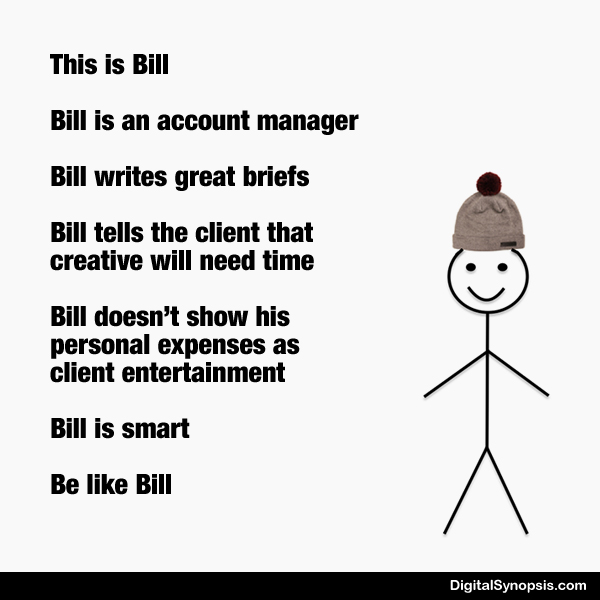 This is Bill
Bill is an account manager
Bill writes great briefs
Bill tells the client that
creative will need time
Bill doesn’t show his
personal expenses as
client entertainment
Bill is smart
Be like Bill
DigitalSynopsis.com